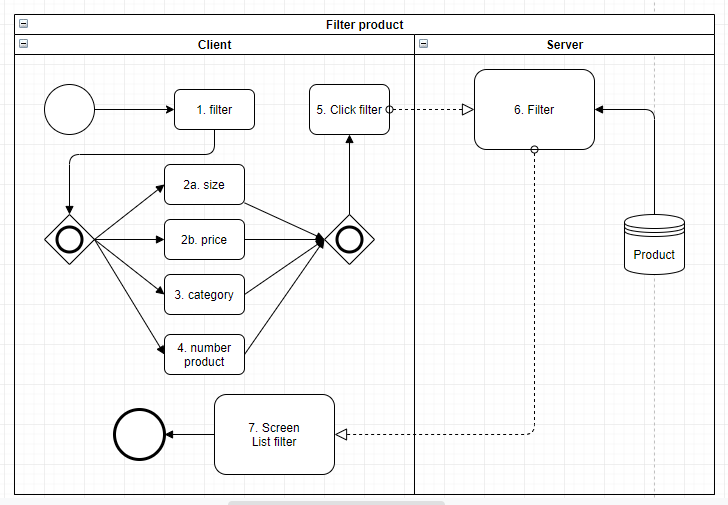 Filter product
Client
Server
1. filter
5. Click filter
6. Filter
2a. size
2b. price
3. category
4. number
product
Product
7. Screen
List filter